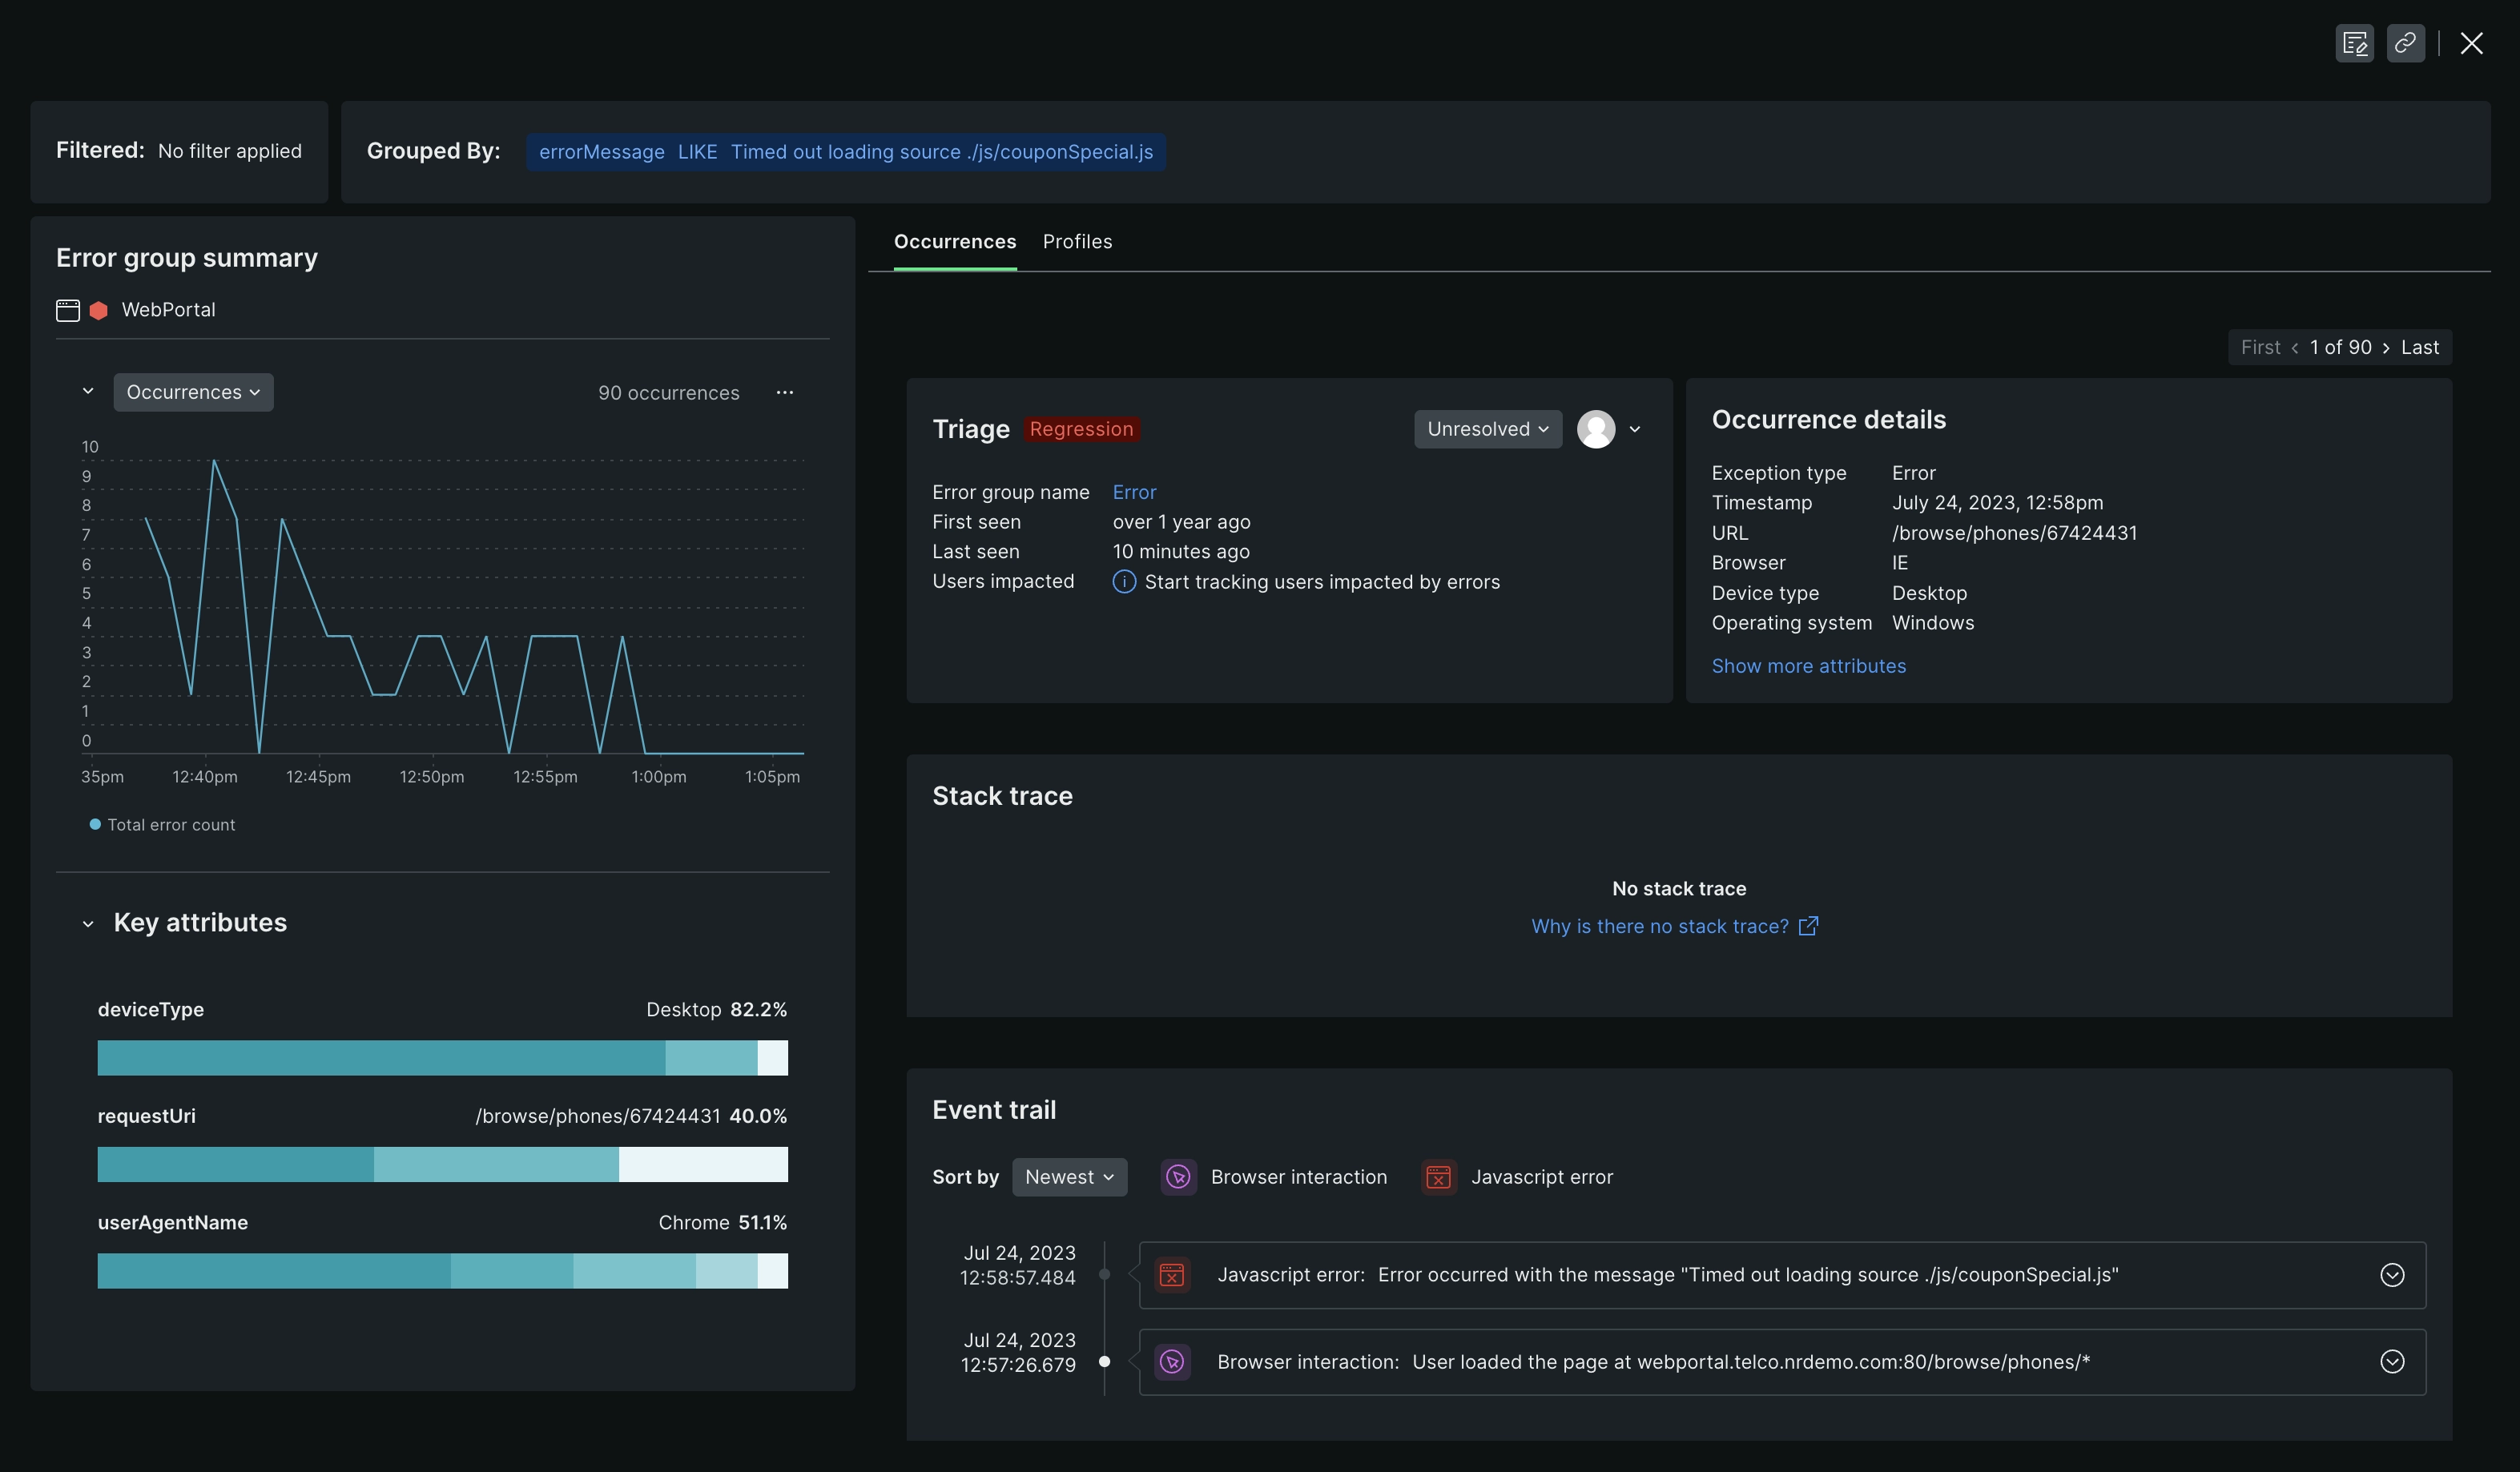 Filtered: No filter applied
Grouped By: errorMessage LIKE Timed out loading source ./js/couponSpecial.js
Error group summary
WebPortal
Occurrences
90 occurrences
10
9
8
7
6
5
4
3
2
1
0
35pm 12:40pm 12:45pm 12:50pm 12:55pm 1:00pm 1:05pm
Total error count
Key attributes
deviceType Desktop 82.2%
requestUri /browse/phones/67424431 40.0%
userAgentName Chrome 51.1%
Occurrences Profiles
First 1 of 90 Last
Triage Regression Unresolved
Error group name Error
First seen over 1 year ago
Last seen 10 minutes ago
Users impacted Start tracking users impacted by errors
Occurrence details
Exception type Error
Timestamp July 24, 2023, 12:58pm
URL /browse/phones/67424431
Browser IE
Device type Desktop
Operating system Windows
Show more attributes
Stack trace
No stack trace
Why is there no stack trace?
Event trail
Sort by Newest Browser interaction Javascript error
Jul 24, 2023
12:58:57.484
Javascript error: Error occurred with the message "Timed out loading source ./js/couponSpecial.js"
Jul 24, 2023
12:57:26.679
Browser interaction: User loaded the page at webportal.telco.nrdemo.com:80/browse/phones/*